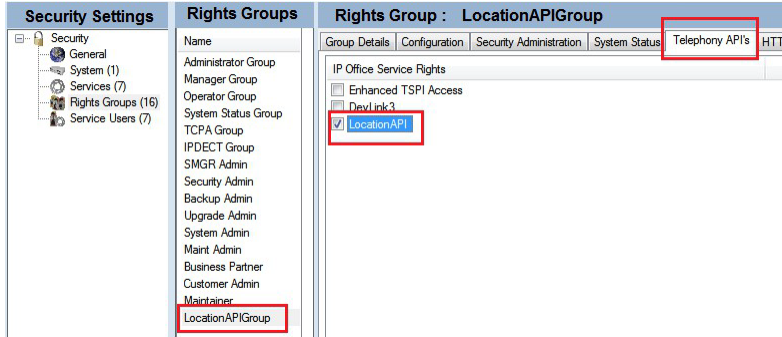 Security Settings
Security
General
System (1)
Services (7)
Rights Groups (16)
Service Users (7)
Rights Groups
Name
Administrator Group
Manager Group
Operator Group
System Status Group
TCPA Group
IPDECT Group
SMGR Admin
Security Admin
Backup Admin
Upgrade Admin
System Admin
Maint Admin
Business Partner
Customer Admin
Maintainer
LocationAPIGroup
Rights Group : LocationAPIGroup
Group Details Configuration Security Administration System Status Telephony API's HTT
IP Office Service Rights
Enhanced TSPI Access
DevLink3
LocationAPI